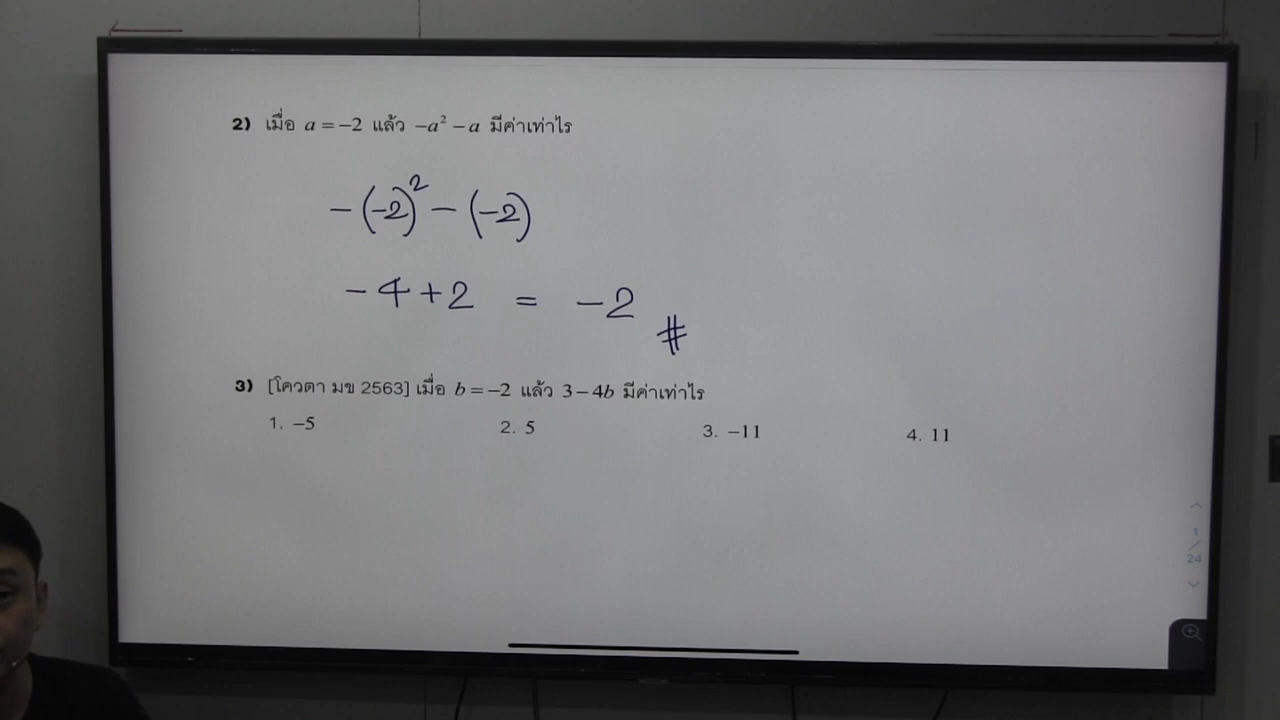 2) เมื่อ a = −2 แล้ว −a² − a มีค่าเท่าไร
−(−2)² − (−2)
−4 + 2 = −2 #
3) [โควตา มข 2563] เมื่อ b = −2 แล้ว 3 − 4b มีค่าเท่าไร
1. −5 2. 5 3. −11 4. 11
1
/
24